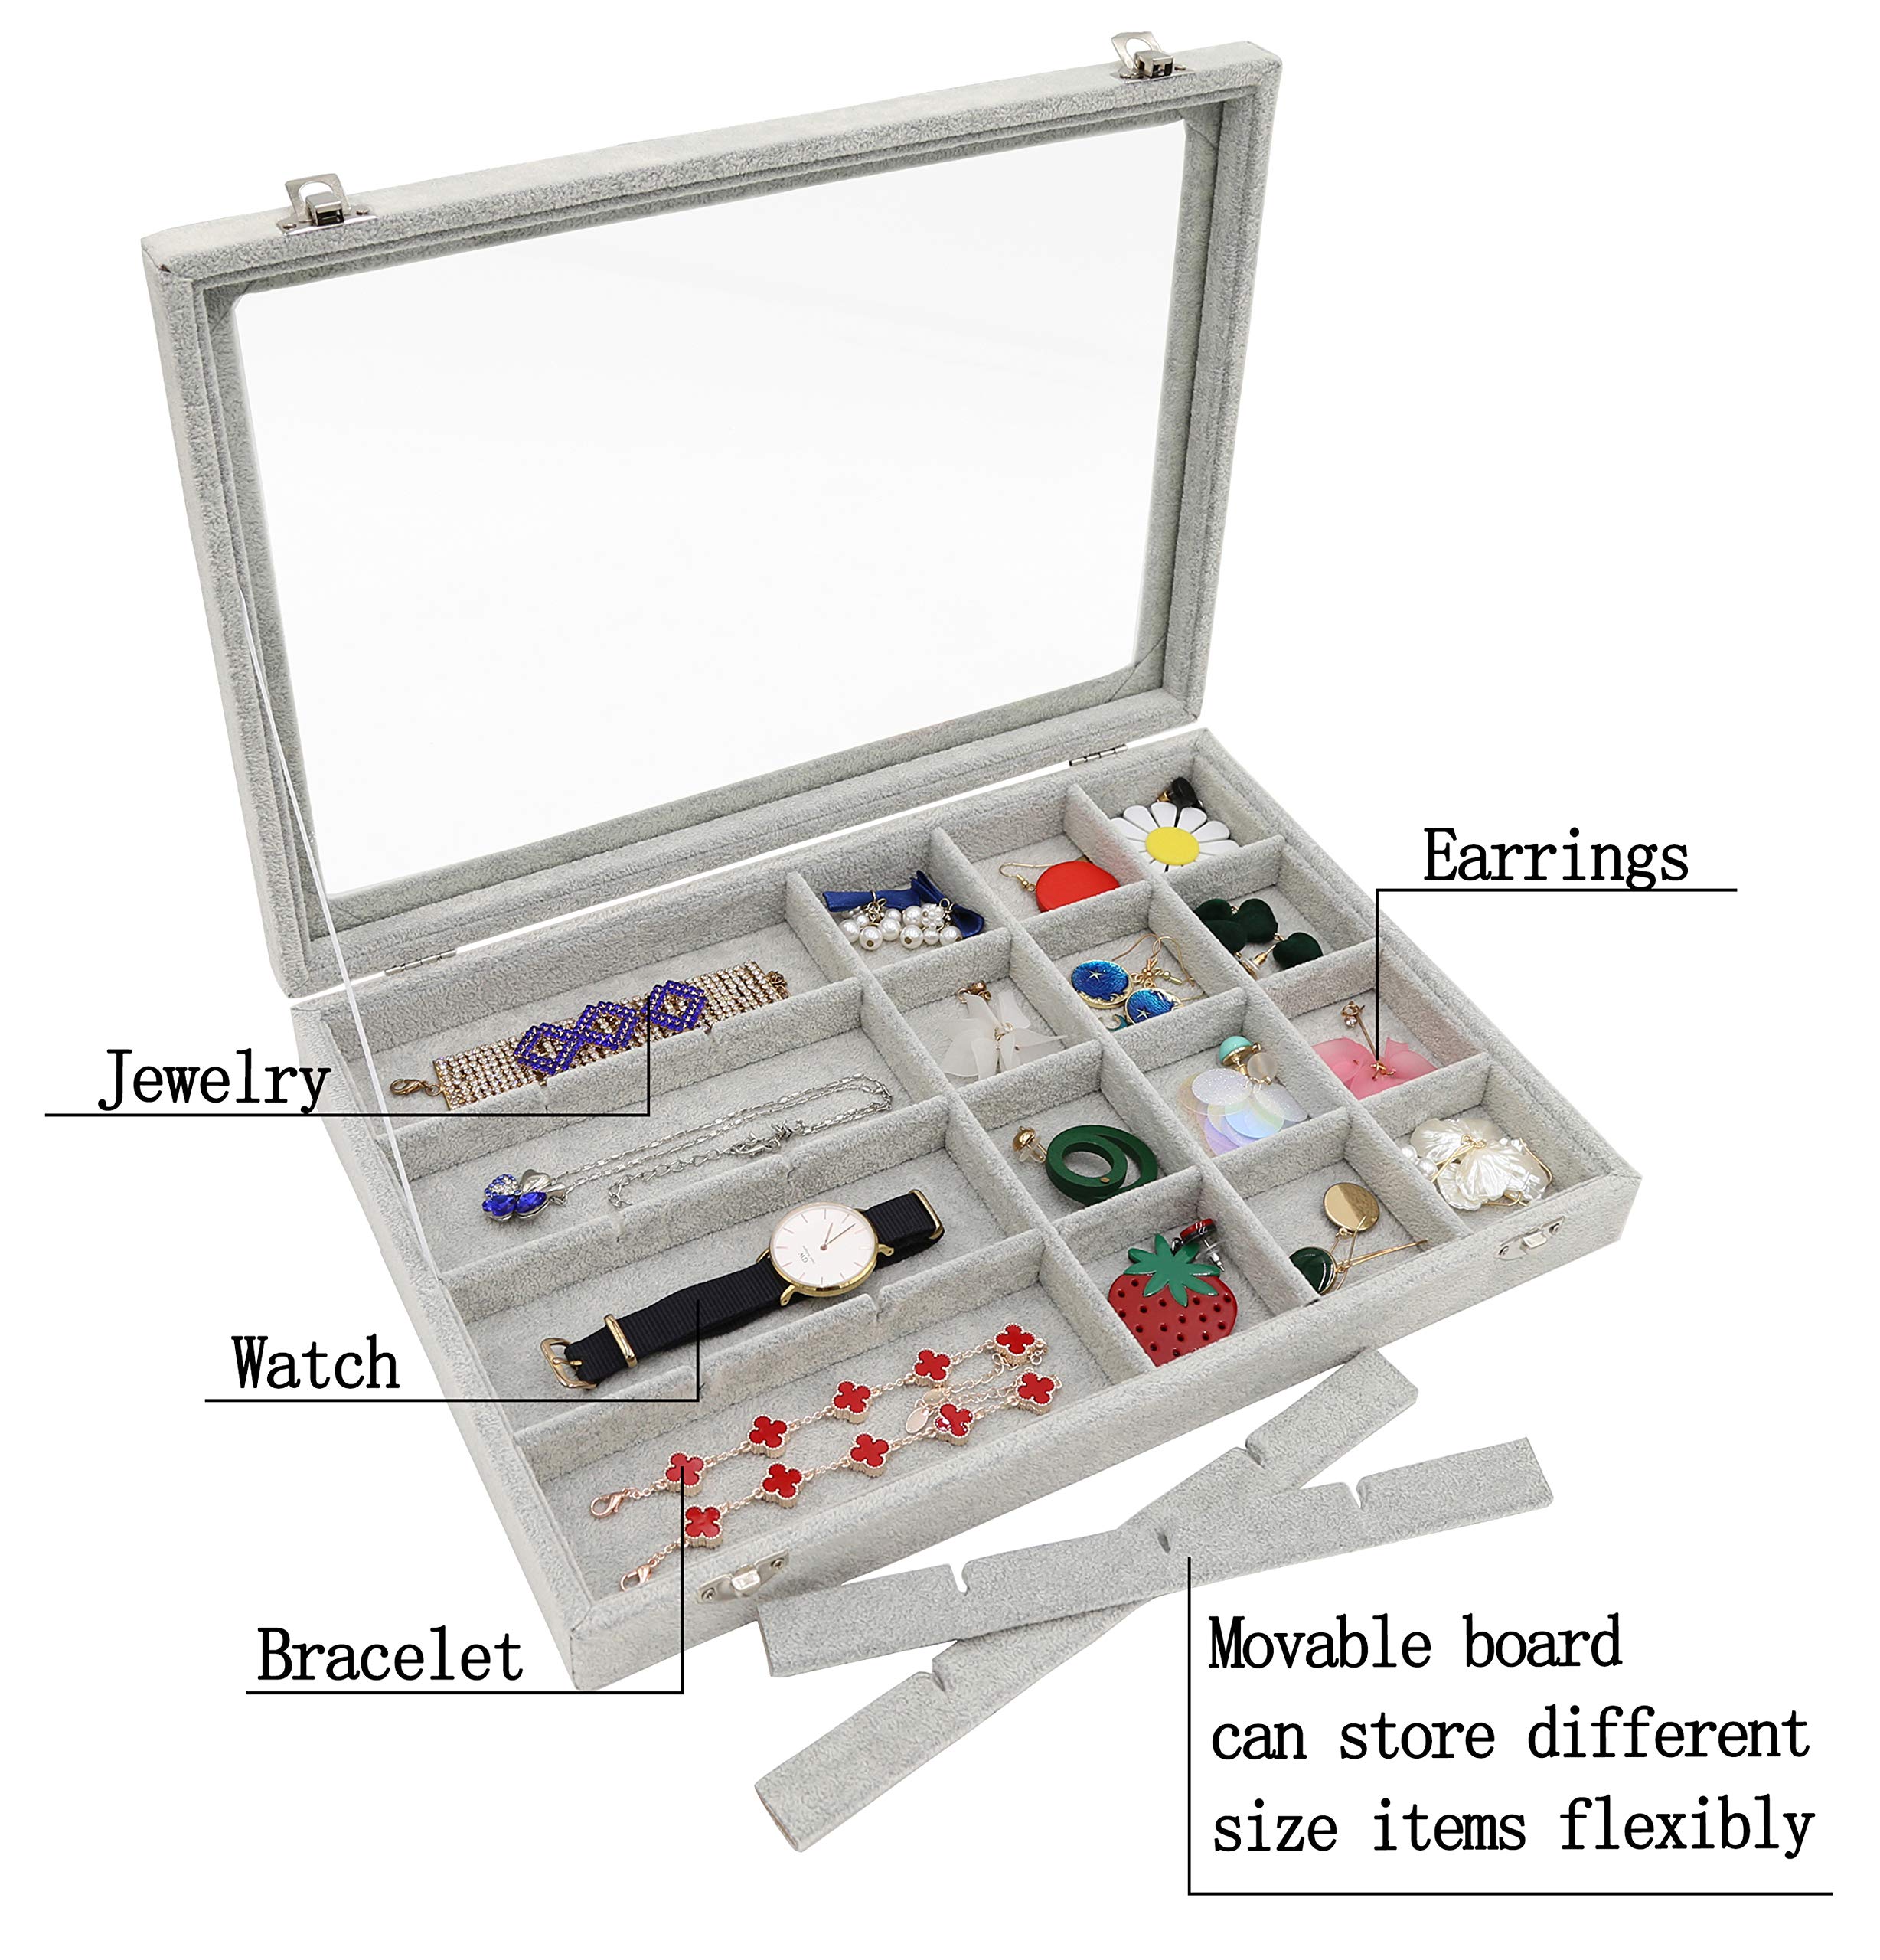 Earrings
Jewelry
Watch
Bracelet
Movable board
can store different
size items flexibly